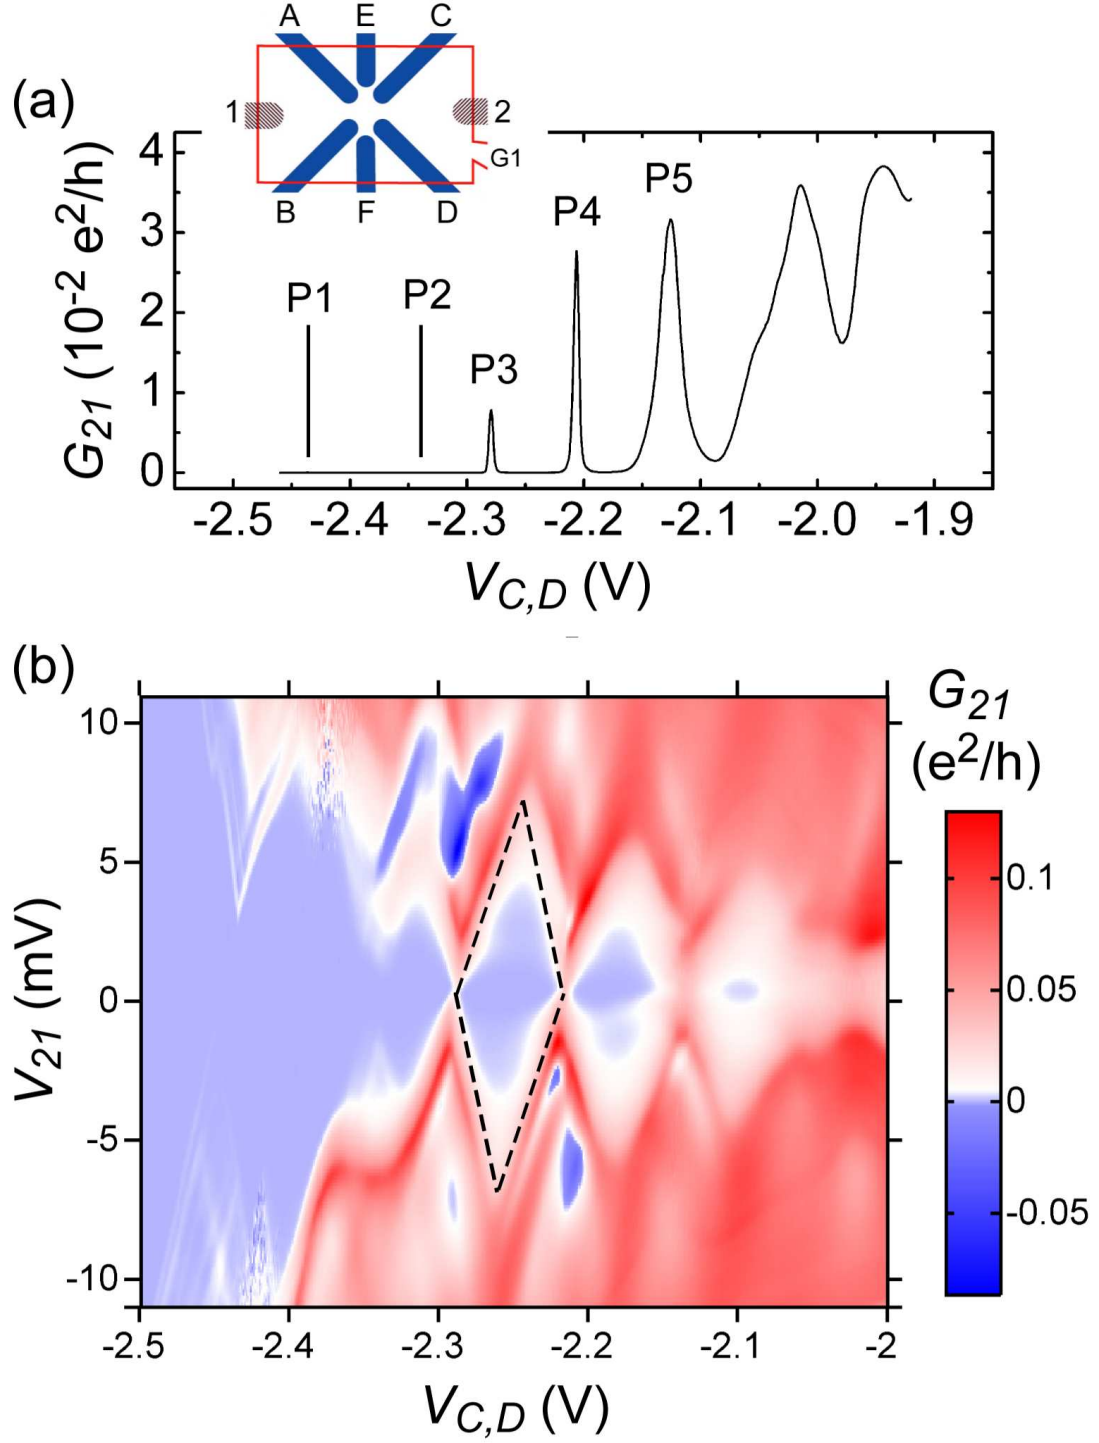 A E C
(a)
1 2
G1
B F D
G21 (10-2 e2/h)
4
3
2
1
0
P1 P2 P3 P4 P5
-2.5 -2.4 -2.3 -2.2 -2.1 -2.0 -1.9
VC,D (V)
(b)
V21 (mV)
10
5
0
-5
-10
-2.5 -2.4 -2.3 -2.2 -2.1 -2
VC,D (V)
G21
(e2/h)
0.1
0.05
0
-0.05